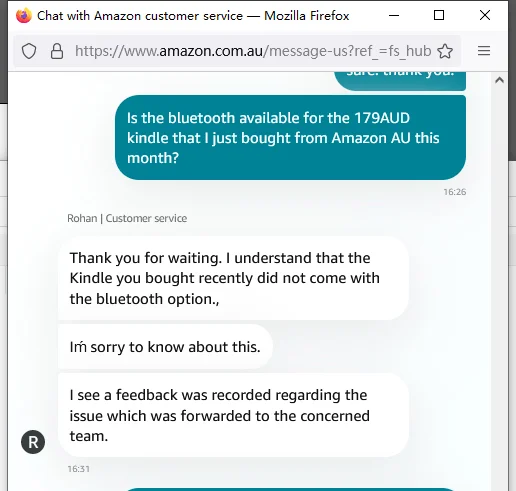 Chat with Amazon customer service — Mozilla Firefox
https://www.amazon.com.au/message-us?ref_=fs_hub
safe. thank you.
Is the bluetooth available for the 179AUD
kindle that I just bought from Amazon AU this
month?
16:26
Rohan | Customer service
Thank you for waiting. I understand that the
Kindle you bought recently did not come with
the bluetooth option.,
Iḿ sorry to know about this.
I see a feedback was recorded regarding the
issue which was forwarded to the concerned
team.
R
16:31